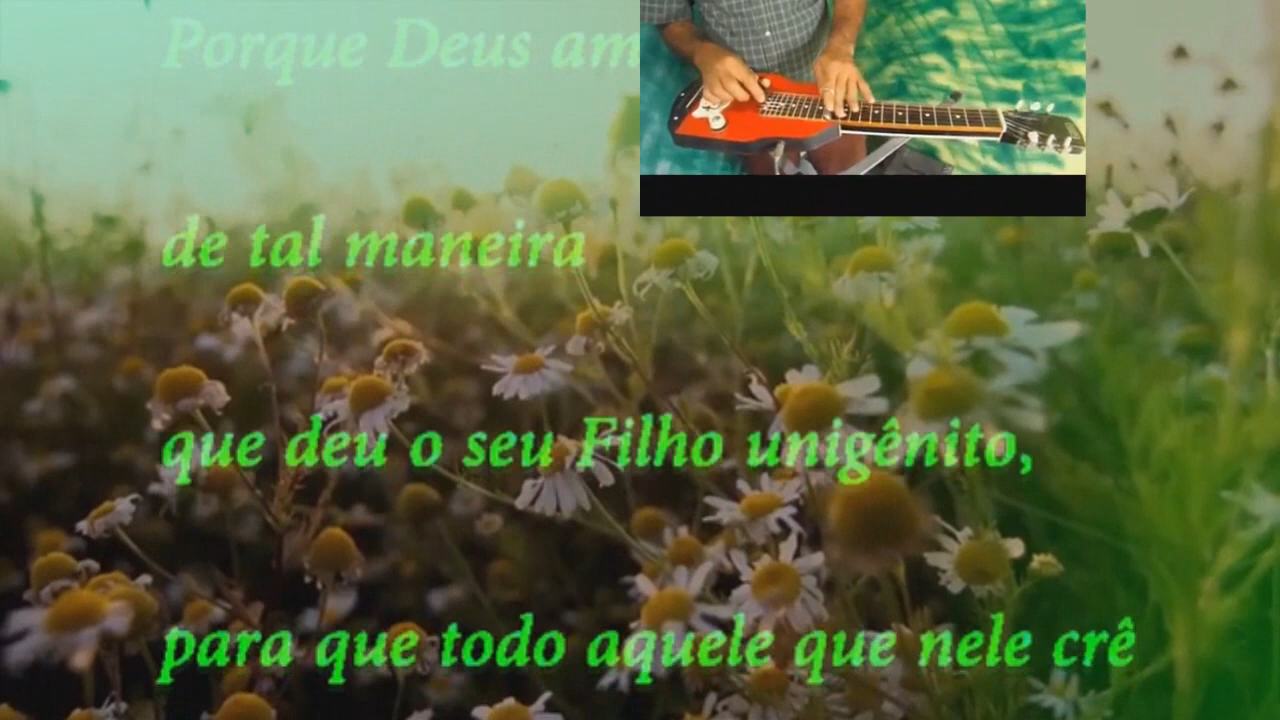 Porque Deus am
de tal maneira
que deu o seu Filho unigênito,
para que todo aquele que nele crê